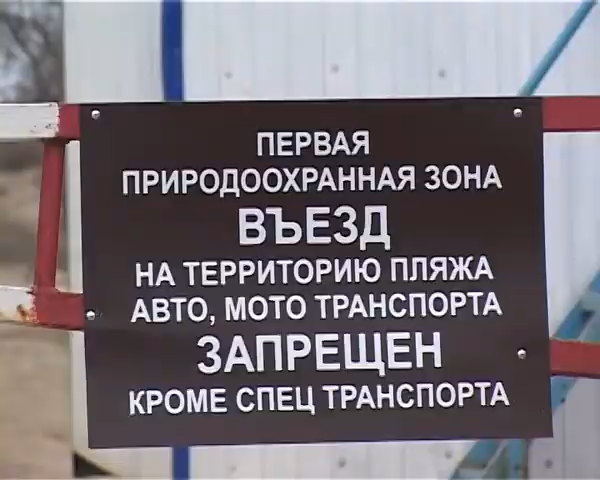 ПЕРВАЯ
ПРИРОДООХРАННАЯ ЗОНА
ВЪЕЗД
НА ТЕРРИТОРИЮ ПЛЯЖА
АВТО, МОТО ТРАНСПОРТА
ЗАПРЕЩЕН
КРОМЕ СПЕЦ ТРАНСПОРТА